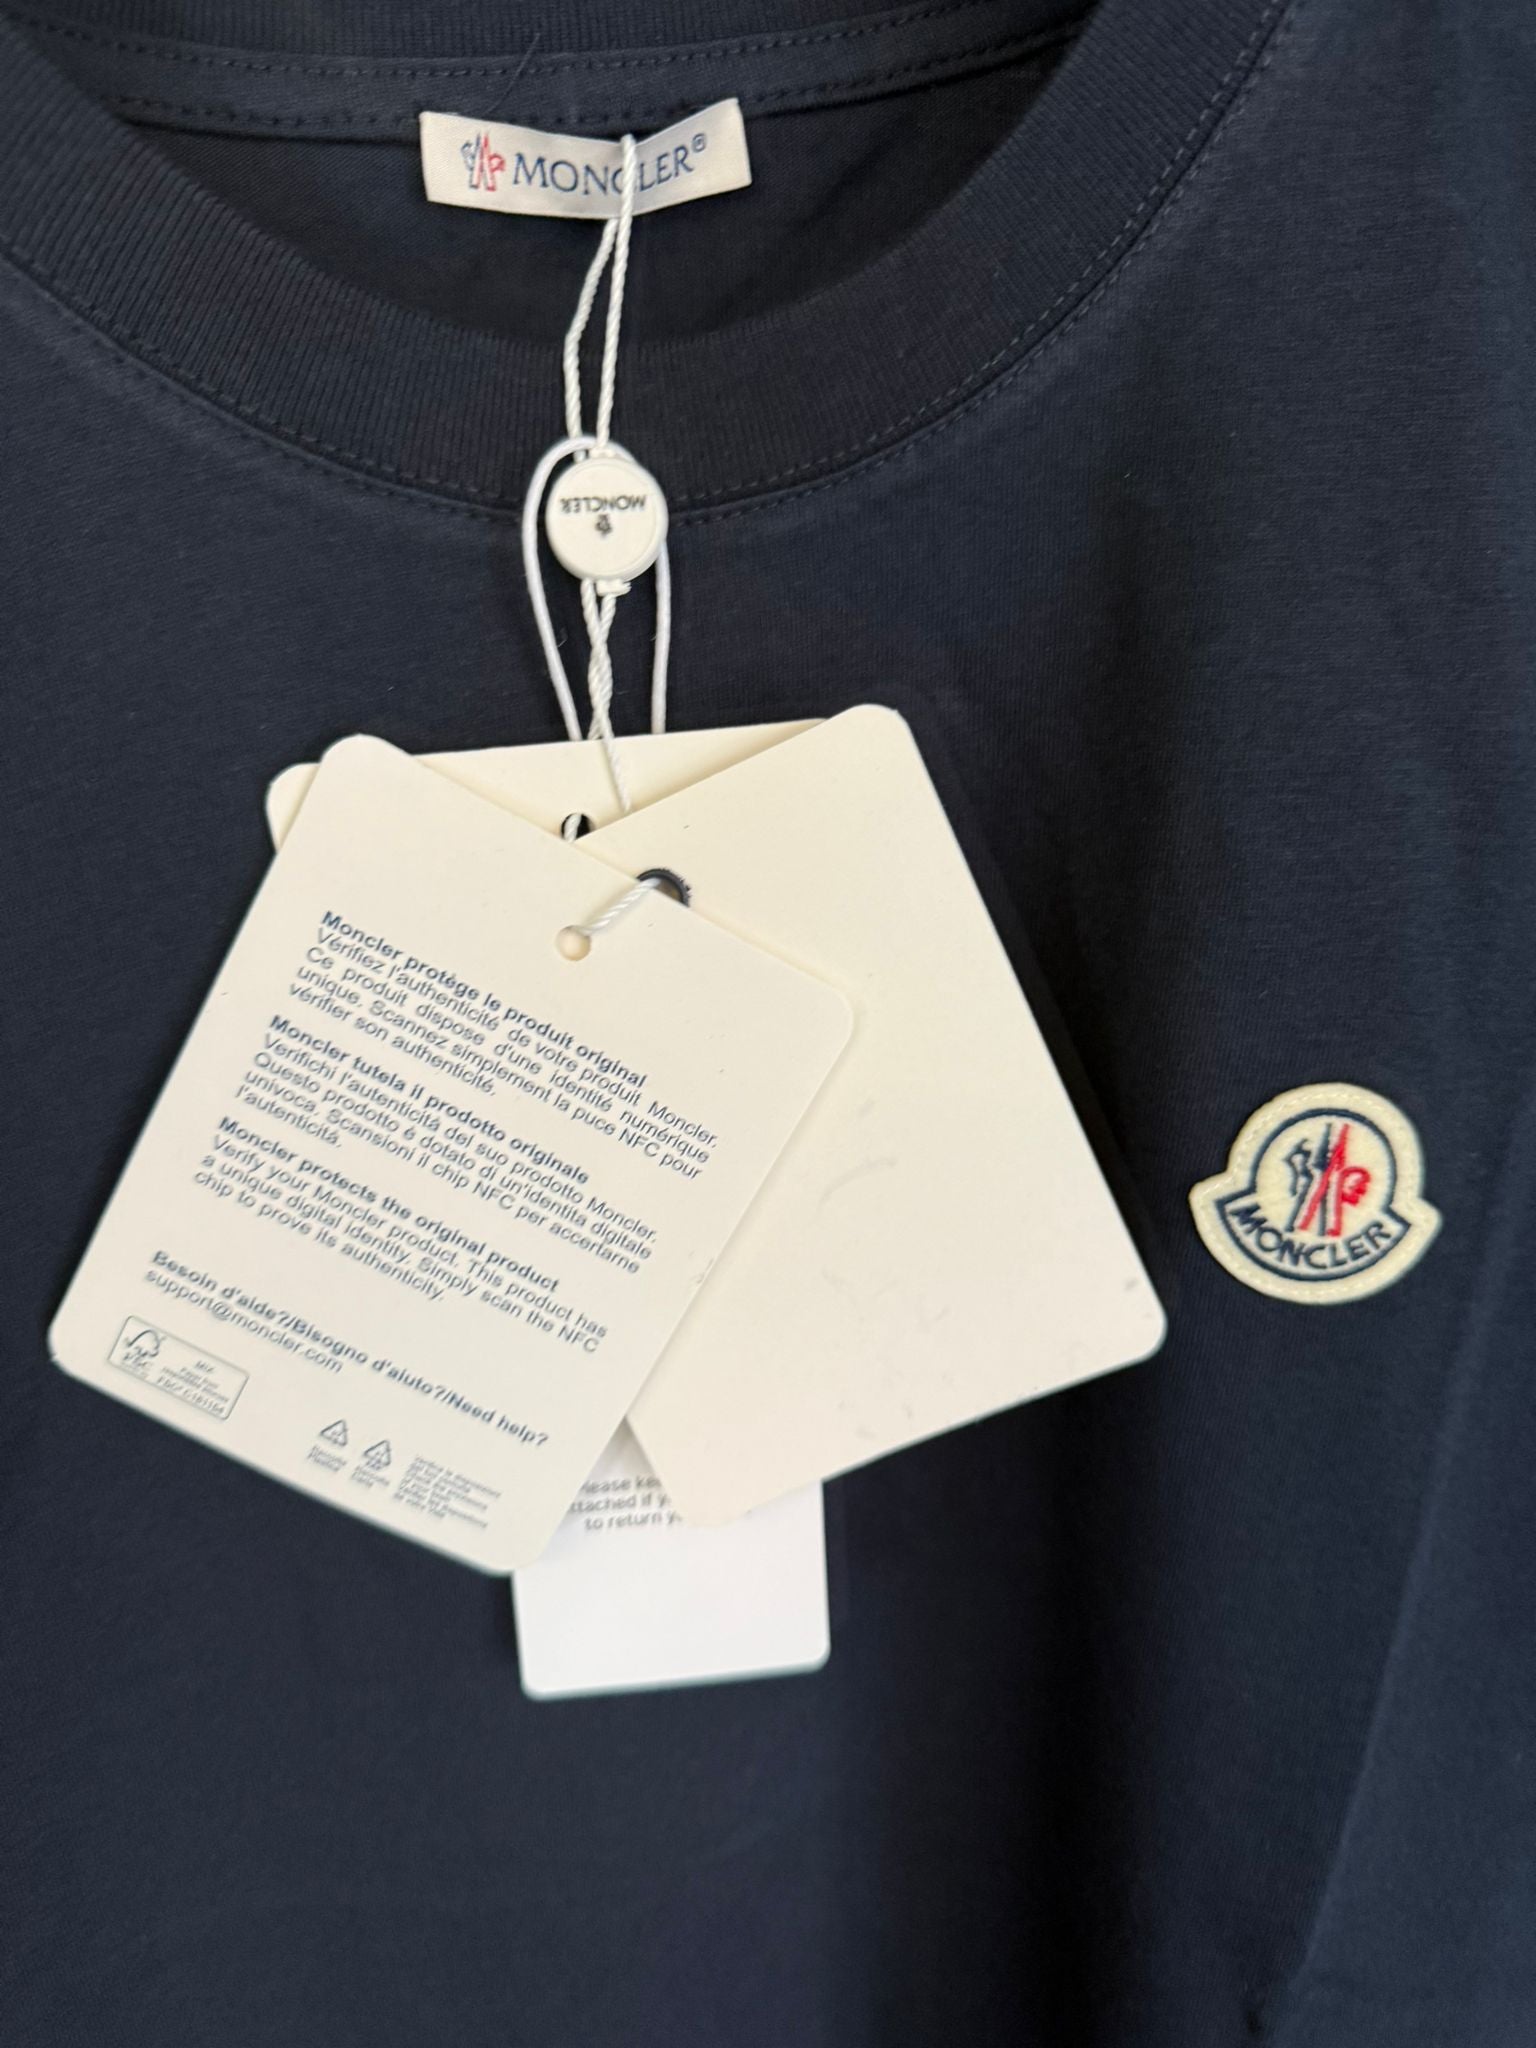 MONCLER®
MONCLER
Moncler protège le produit original
Vérifiez l'authenticité de votre produit Moncler.
Ce produit dispose d'une identité numérique
unique. Scannez simplement la puce NFC pour
vérifier son authenticité.
Moncler tutela il prodotto originale
Verifichi l'autenticità del suo prodotto Moncler.
Questo prodotto è dotato di un'identità digitale
univoca. Scansioni il chip NFC per accertarne
l'autenticità.
Moncler protects the original product
Verify your Moncler product. This product has
a unique digital identity. Simply scan the NFC
chip to prove its authenticity.
Besoin d'aide?/Bisogno d'aiuto?/Need help?
support@moncler.com
MONCLER
to return